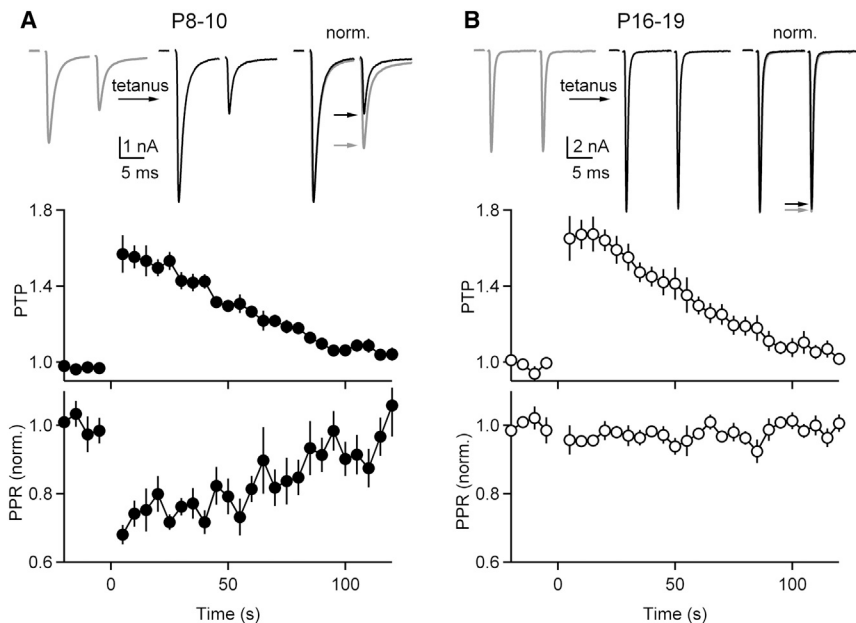 A P8-10
norm.
tetanus
1 nA
5 ms
1.8
1.4
1.0
PTP
1.0
0.8
0.6
PPR (norm.)
0 50 100
Time (s)
B P16-19
norm.
tetanus
2 nA
5 ms
1.8
1.4
1.0
PTP
1.0
0.8
0.6
PPR (norm.)
0 50 100
Time (s)